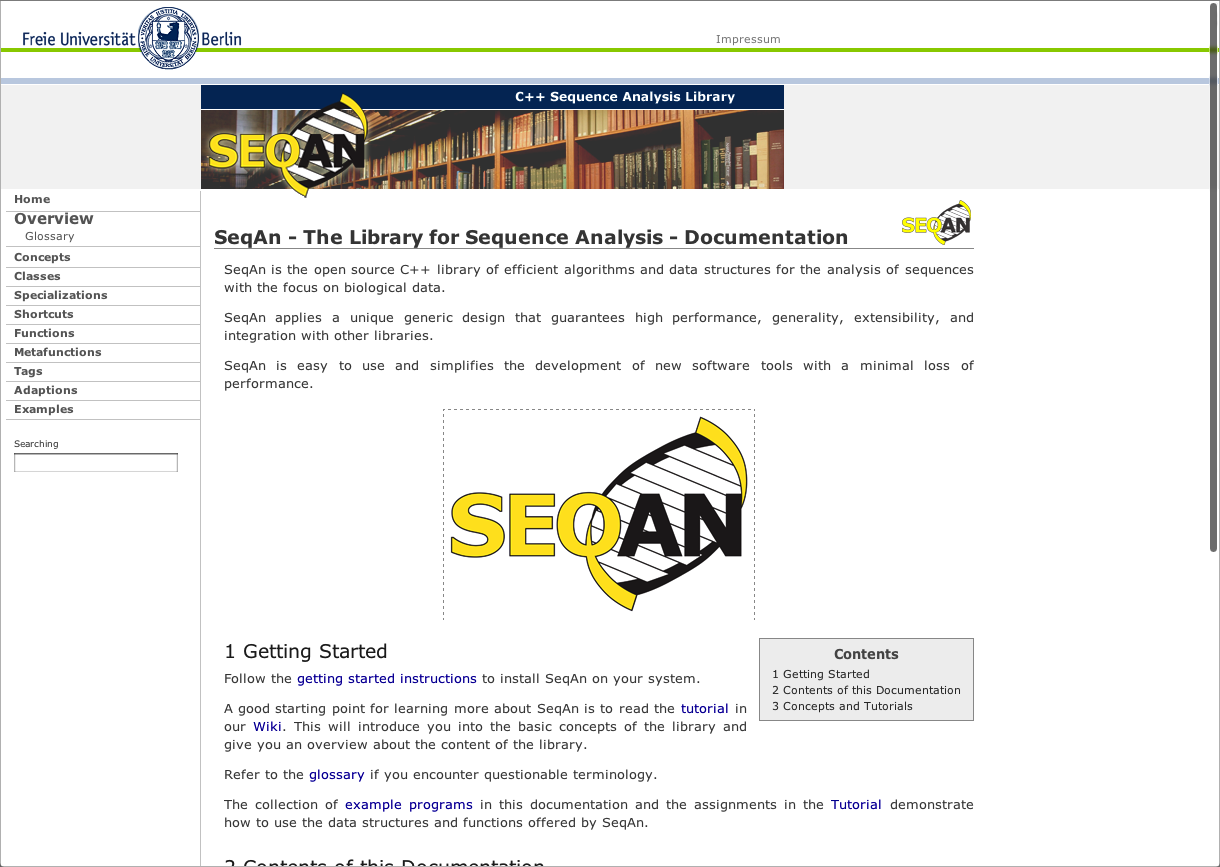 Freie Universität Berlin
Impressum
C++ Sequence Analysis Library
SEQAN
Home
Overview
Glossary
Concepts
Classes
Specializations
Shortcuts
Functions
Metafunctions
Tags
Adaptions
Examples
Searching
SEQAN
SeqAn - The Library for Sequence Analysis - Documentation
SeqAn is the open source C++ library of efficient algorithms and data structures for the analysis of sequences
with the focus on biological data.
SeqAn applies a unique generic design that guarantees high performance, generality, extensibility, and
integration with other libraries.
SeqAn is easy to use and simplifies the development of new software tools with a minimal loss of
performance.
SEQAN
1 Getting Started
Follow the getting started instructions to install SeqAn on your system.
A good starting point for learning more about SeqAn is to read the tutorial in
our Wiki. This will introduce you into the basic concepts of the library and
give you an overview about the content of the library.
Contents
1 Getting Started
2 Contents of this Documentation
3 Concepts and Tutorials
Refer to the glossary if you encounter questionable terminology.
The collection of example programs in this documentation and the assignments in the Tutorial demonstrate
how to use the data structures and functions offered by SeqAn.
2 Contents of this Documentation